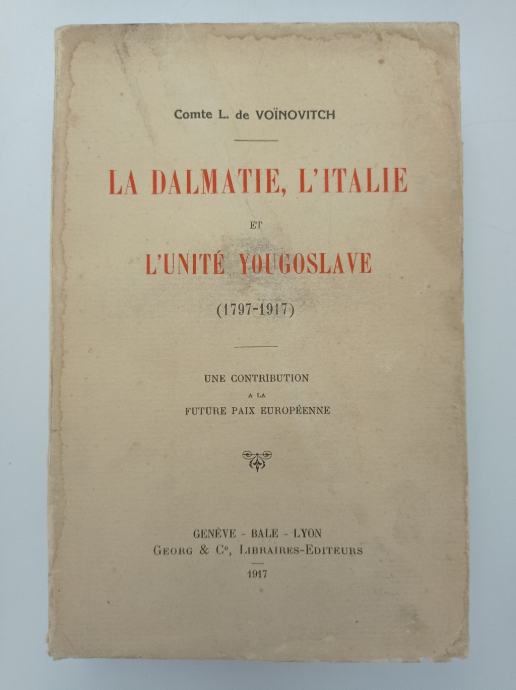 Comte L. de VOÏNOVITCH
LA DALMATIE, L'ITALIE
ET
L'UNITÉ YOUGOSLAVE
(1797-1917)
UNE CONTRIBUTION
A LA
FUTURE PAIX EUROPÉENNE
GENÈVE - BALE - LYON
GEORG & Cº, LIBRAIRES-EDITEURS
1917